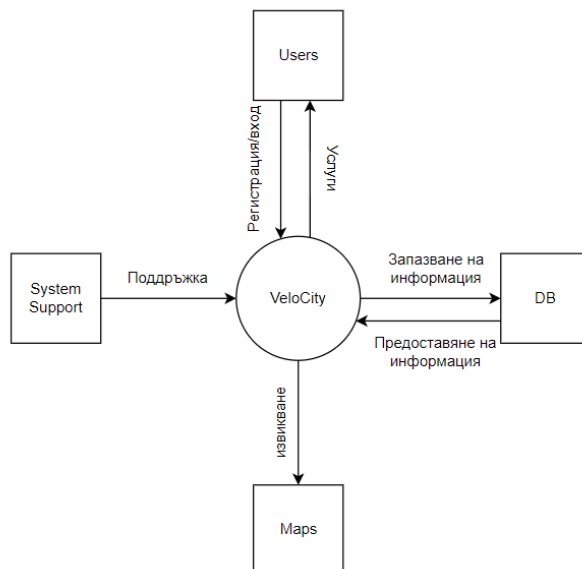 Users
Регистрация/вход
Услуги
System
Support
Поддръжка
VeloCity
Запазване на
информация
DB
Предоставяне на
информация
извикване
Maps